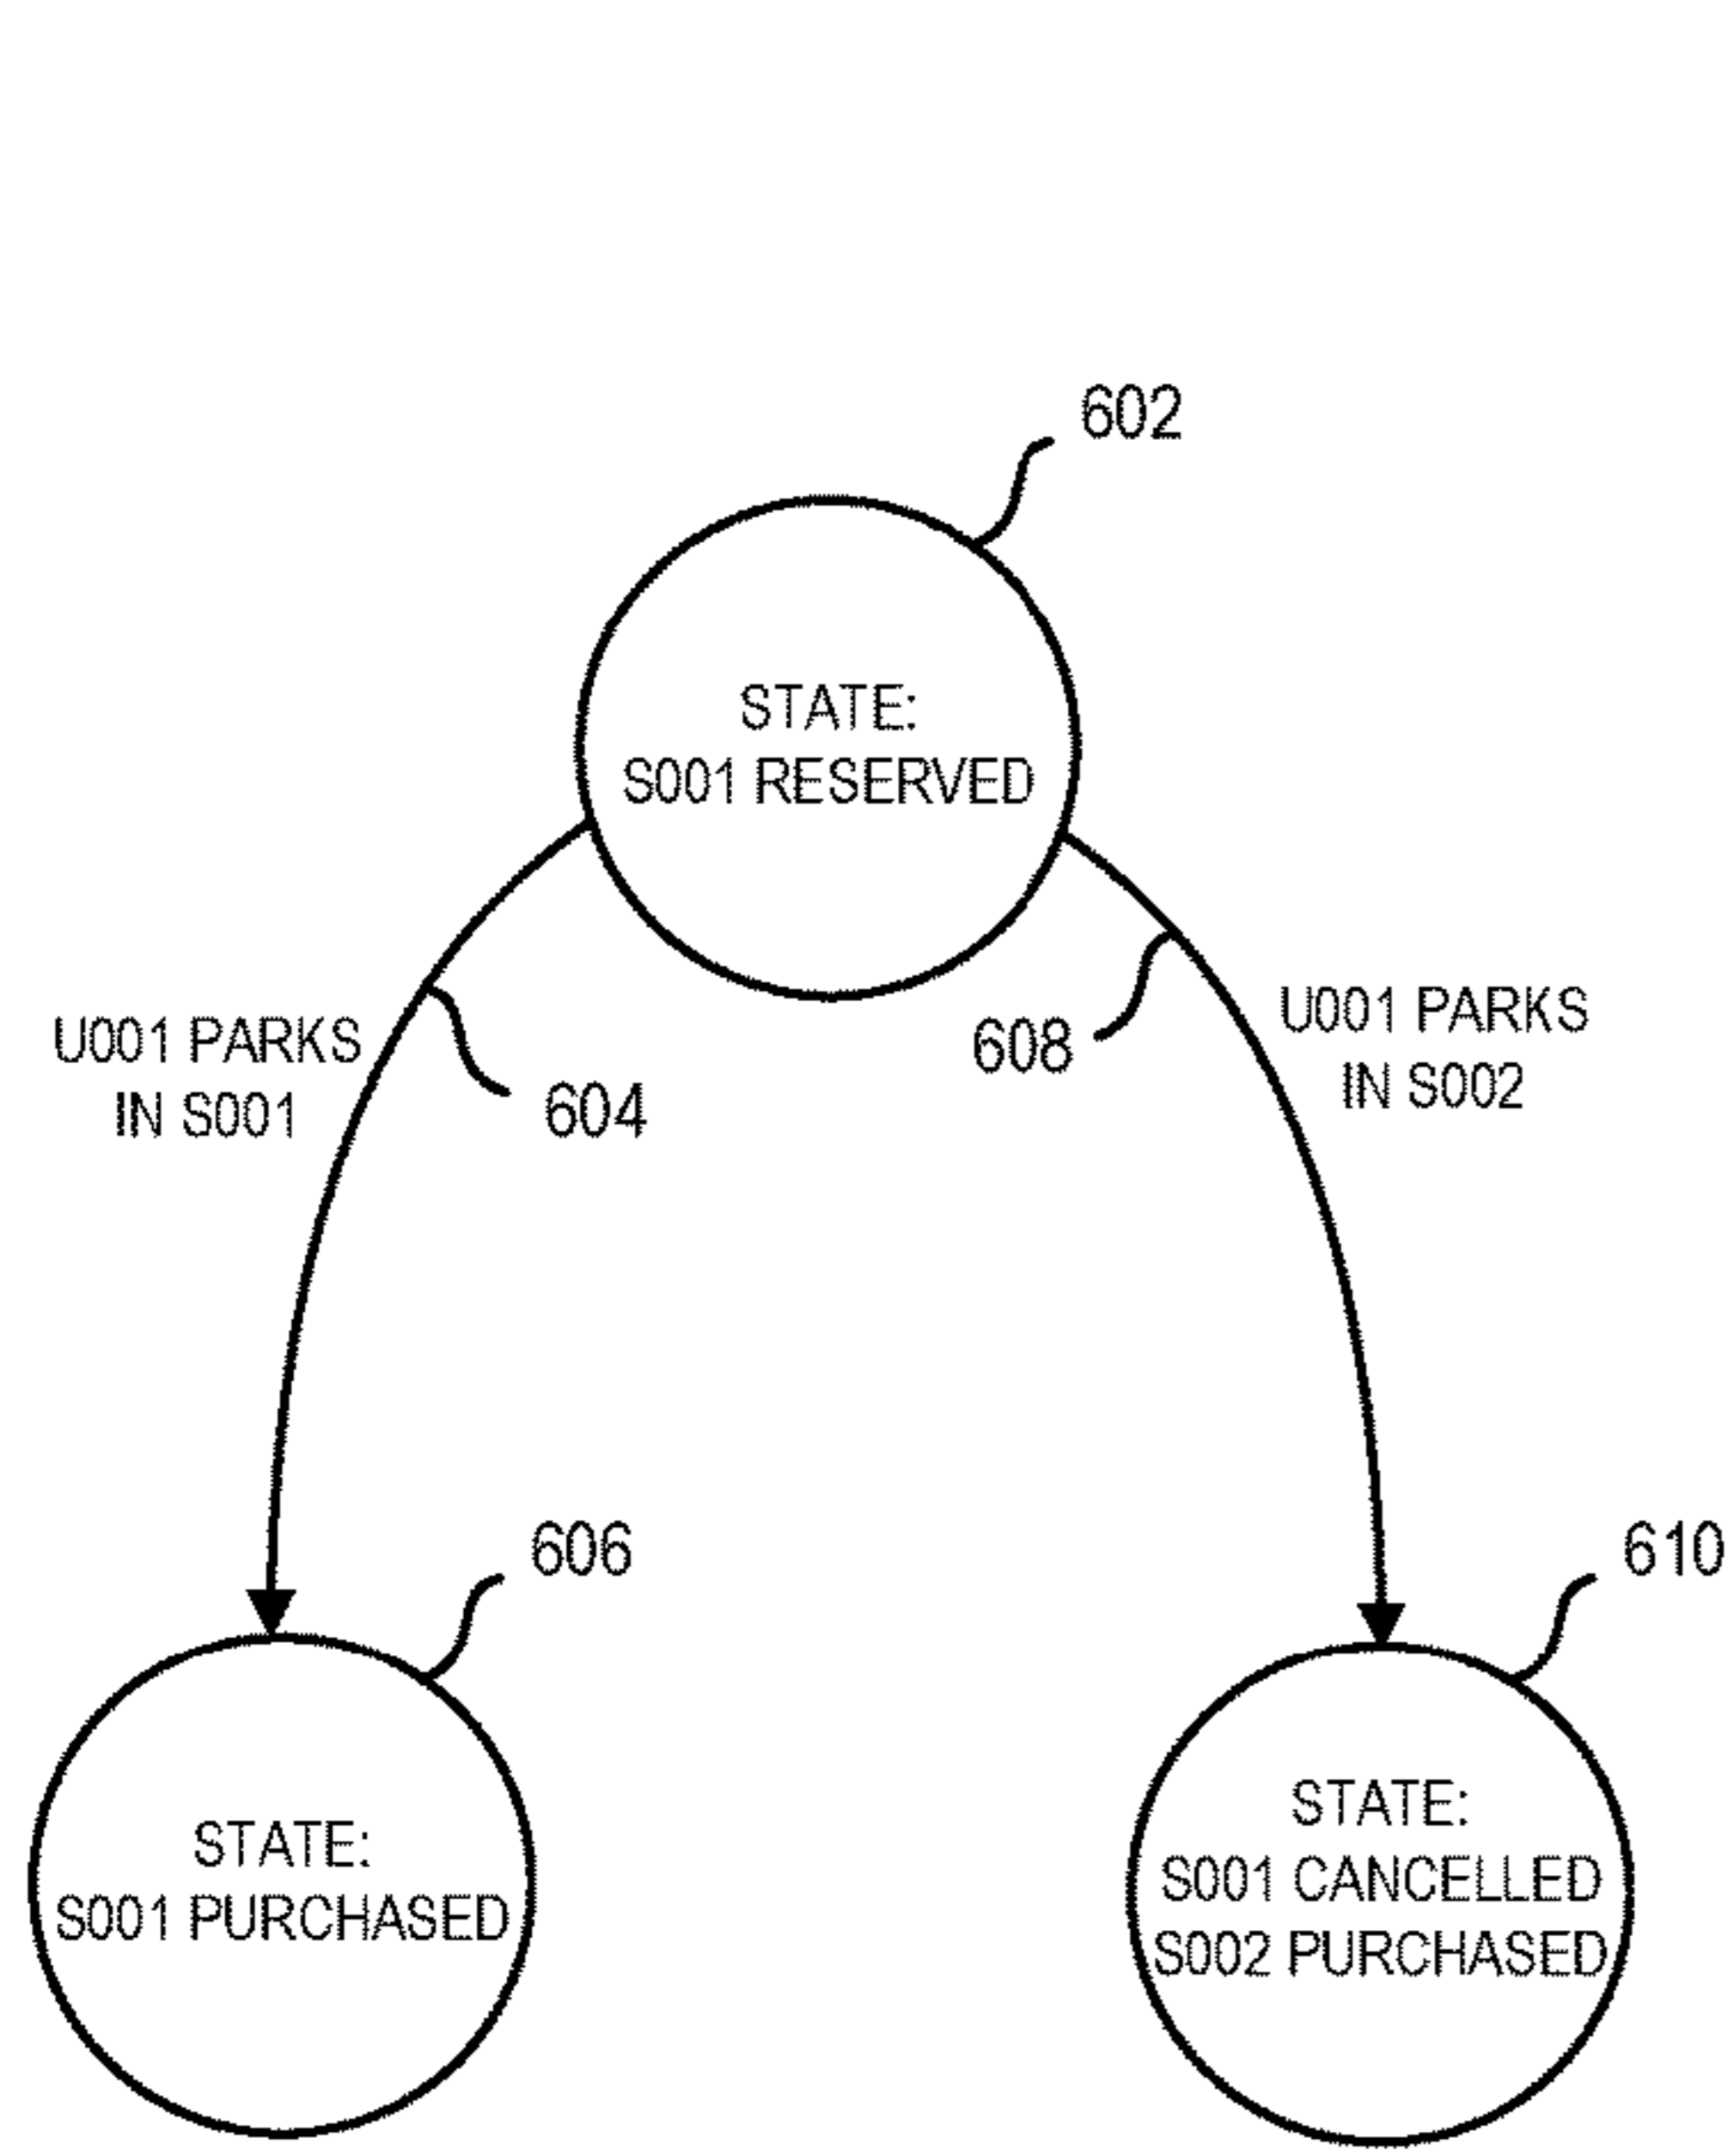 602
STATE:
S001 RESERVED
U001 PARKS
IN S001
604
608
U001 PARKS
IN S002
606
STATE:
S001 PURCHASED
610
STATE:
S001 CANCELLED
S002 PURCHASED